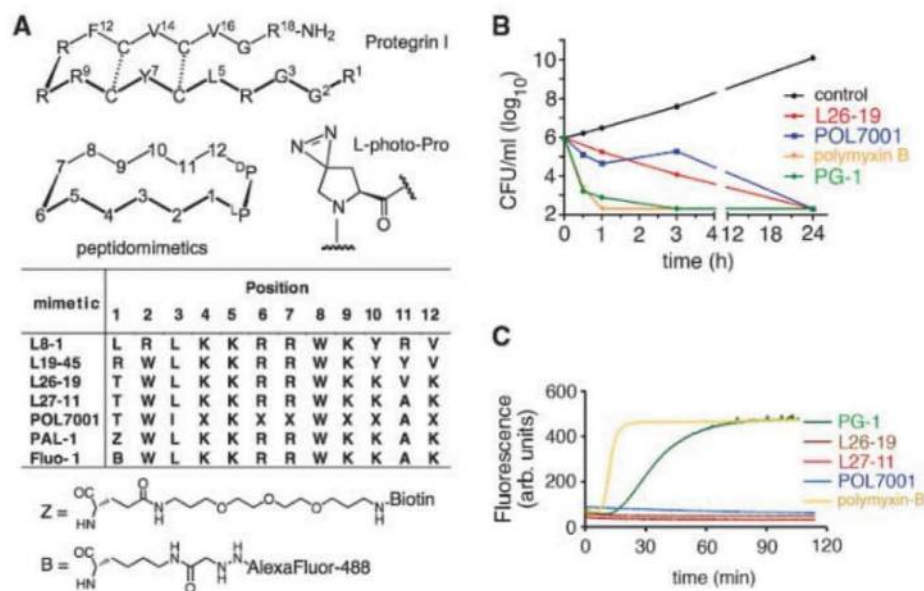 A
F12 V14 V16 R18-NH2
R C C G
Protegrin I
R9 Y7 L5 G3 R1
R C C R G2
N=N
L-photo-Pro
8 10 12
7 9 11 DP
6 5 4 3 2 1 LP
N
O
peptidomimetics
mimetic Position
1 2 3 4 5 6 7 8 9 10 11 12
L8-1 L R L K K R R W K Y R V
L19-45 R W L K K R R W K Y Y V
L26-19 T W L K K R R W K K V K
L27-11 T W L K K R R W K K A K
POL7001 T W I X K X X W X X A X
PAL-1 Z W L K K R R W K K A K
Fluo-1 B W L K K R R W K K A K
Z = OC HN O N H O O O N H Biotin
B = OC HN H N O N H H N AlexaFluor-488
B
CFU/ml (log10)
10
8
6
4
2
0 1 2 3 4 12 18 24
time (h)
control
L26-19
POL7001
polymyxin B
PG-1
C
Fluorescence
(arb. units)
600
400
200
0
0 30 60 90 120
time (min)
PG-1
L26-19
L27-11
POL7001
polymyxin-B